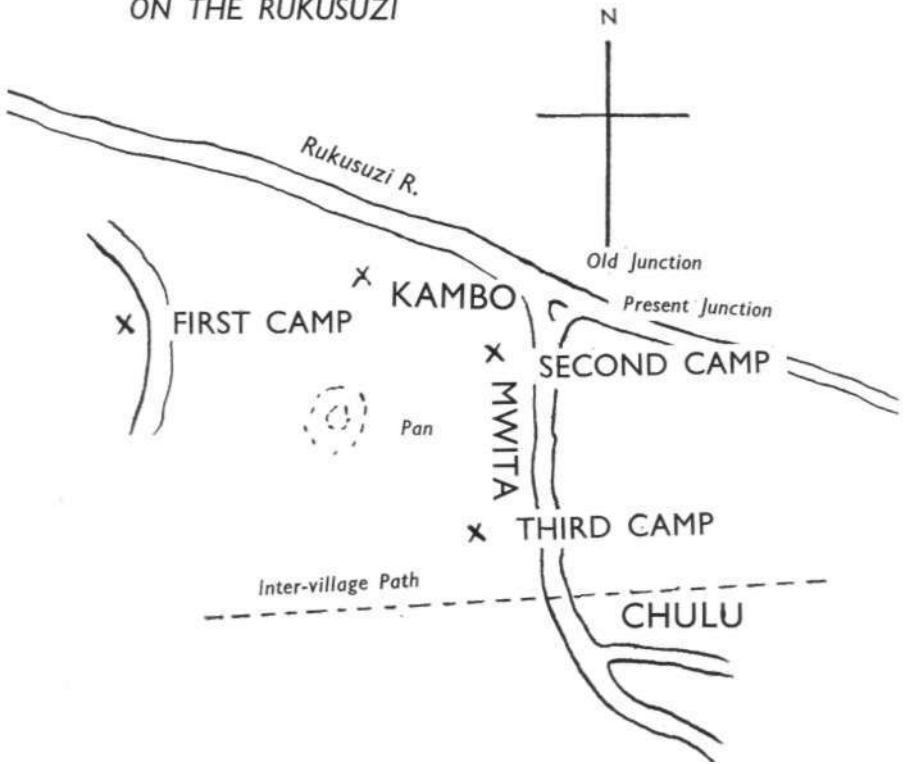 ON THE RUKUSUZI
N
Rukusuzi R.
Old Junction
KAMBO
Present Junction
FIRST CAMP
SECOND CAMP
MWITA
Pan
THIRD CAMP
Inter-village Path
CHULU